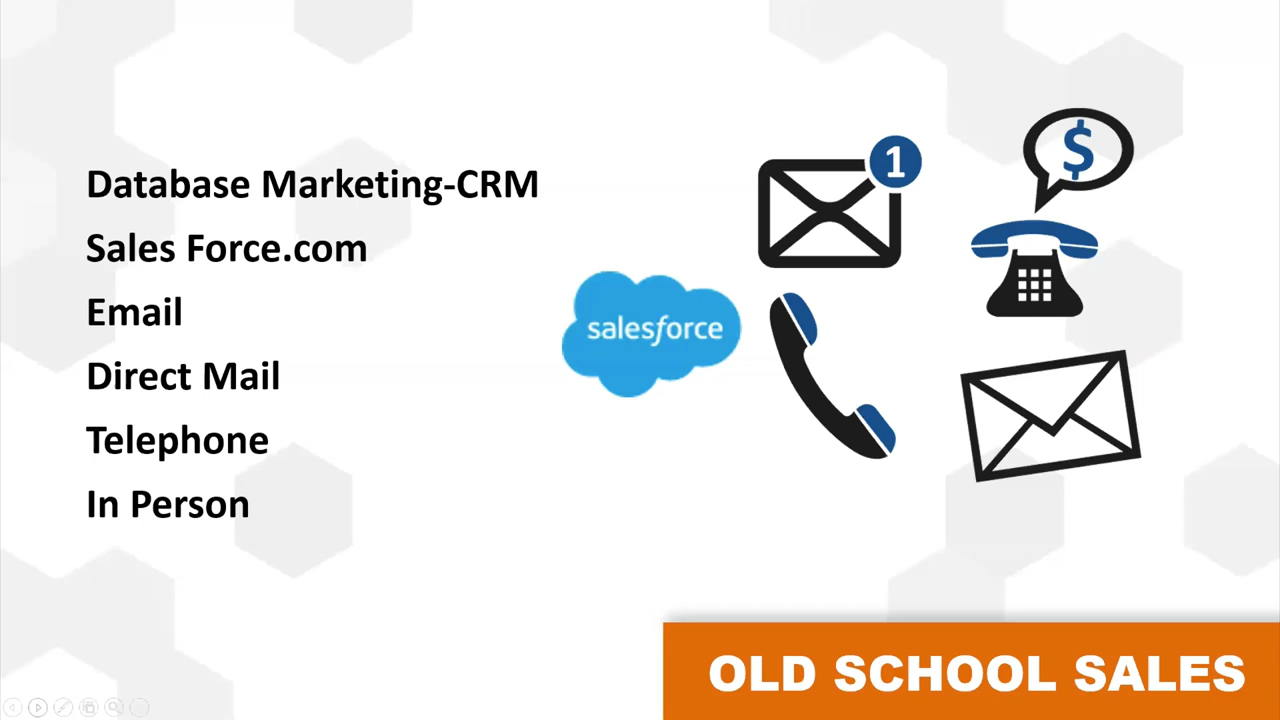 Database Marketing-CRM
Sales Force.com
Email
Direct Mail
Telephone
In Person
1
$
salesforce
OLD SCHOOL SALES